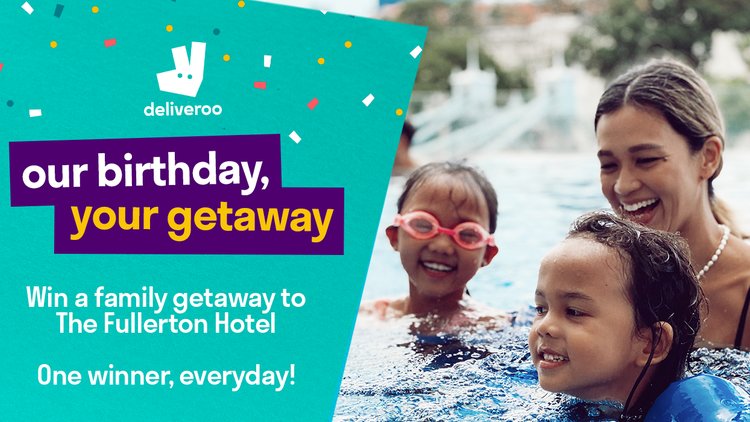 deliveroo
our birthday,
your getaway
Win a family getaway to
The Fullerton Hotel
One winner, everyday!